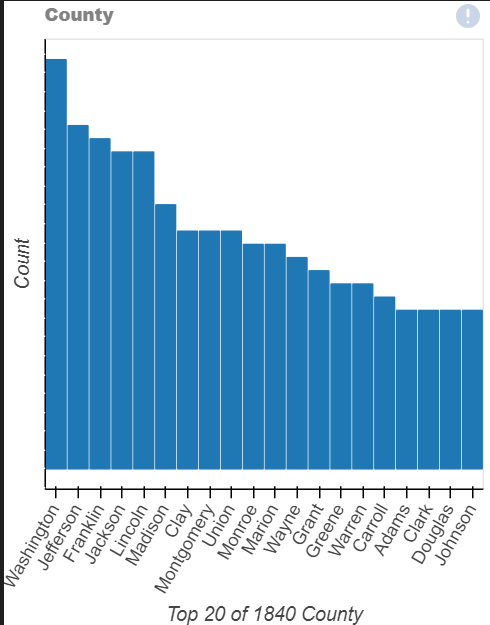 County
!
Count
Washington
Jefferson
Franklin
Jackson
Lincoln
Madison
Clay
Montgomery
Union
Monroe
Marion
Wayne
Grant
Greene
Warren
Carroll
Adams
Clark
Douglas
Johnson
Top 20 of 1840 County